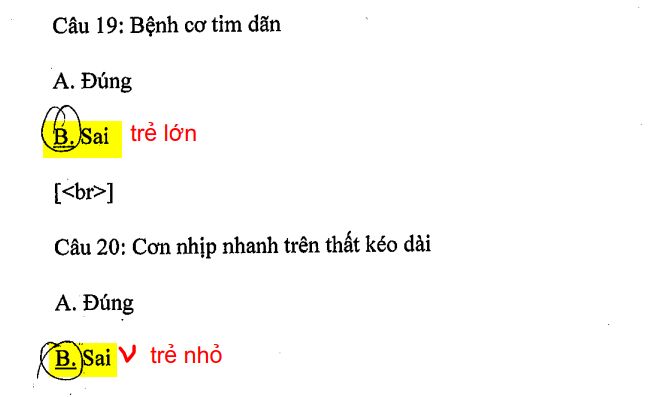 Câu 19: Bệnh cơ tim dãn
A. Đúng
B. Sai trẻ lớn
[<br>]
Câu 20: Cơn nhịp nhanh trên thất kéo dài
A. Đúng
B. Sai V trẻ nhỏ